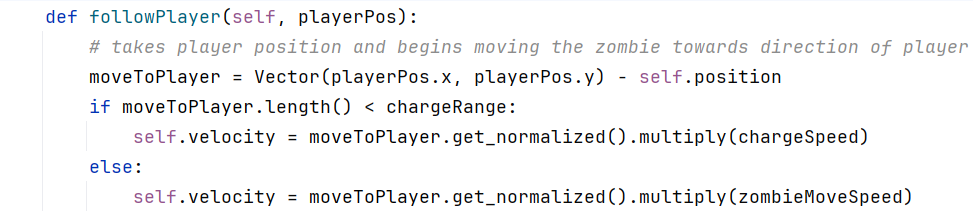 def followPlayer(self, playerPos):
# takes player position and begins moving the zombie towards direction of player
moveToPlayer = Vector(playerPos.x, playerPos.y) - self.position
if moveToPlayer.length() < chargeRange:
self.velocity = moveToPlayer.get_normalized().multiply(chargeSpeed)
else:
self.velocity = moveToPlayer.get_normalized().multiply(zombieMoveSpeed)